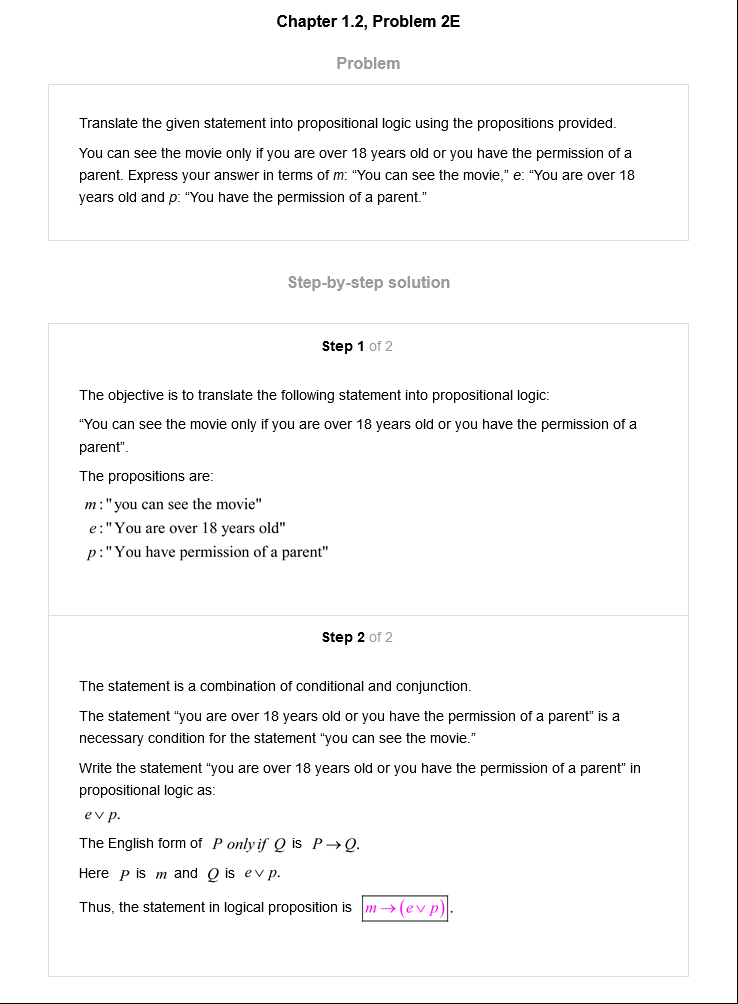 Chapter 1.2, Problem 2E
Problem
Translate the given statement into propositional logic using the propositions provided.
You can see the movie only if you are over 18 years old or you have the permission of a
parent. Express your answer in terms of m: “You can see the movie,” e: “You are over 18
years old and p: “You have the permission of a parent.”
Step-by-step solution
Step 1 of 2
The objective is to translate the following statement into propositional logic:
“You can see the movie only if you are over 18 years old or you have the permission of a
parent”.
The propositions are:
m:"you can see the movie"
e:"You are over 18 years old"
p:"You have permission of a parent"
Step 2 of 2
The statement is a combination of conditional and conjunction.
The statement “you are over 18 years old or you have the permission of a parent” is a
necessary condition for the statement “you can see the movie.”
Write the statement “you are over 18 years old or you have the permission of a parent” in
propositional logic as:
e∨p.
The English form of P only if Q is P→Q.
Here P is m and Q is e∨p.
Thus, the statement in logical proposition is m→(e∨p).